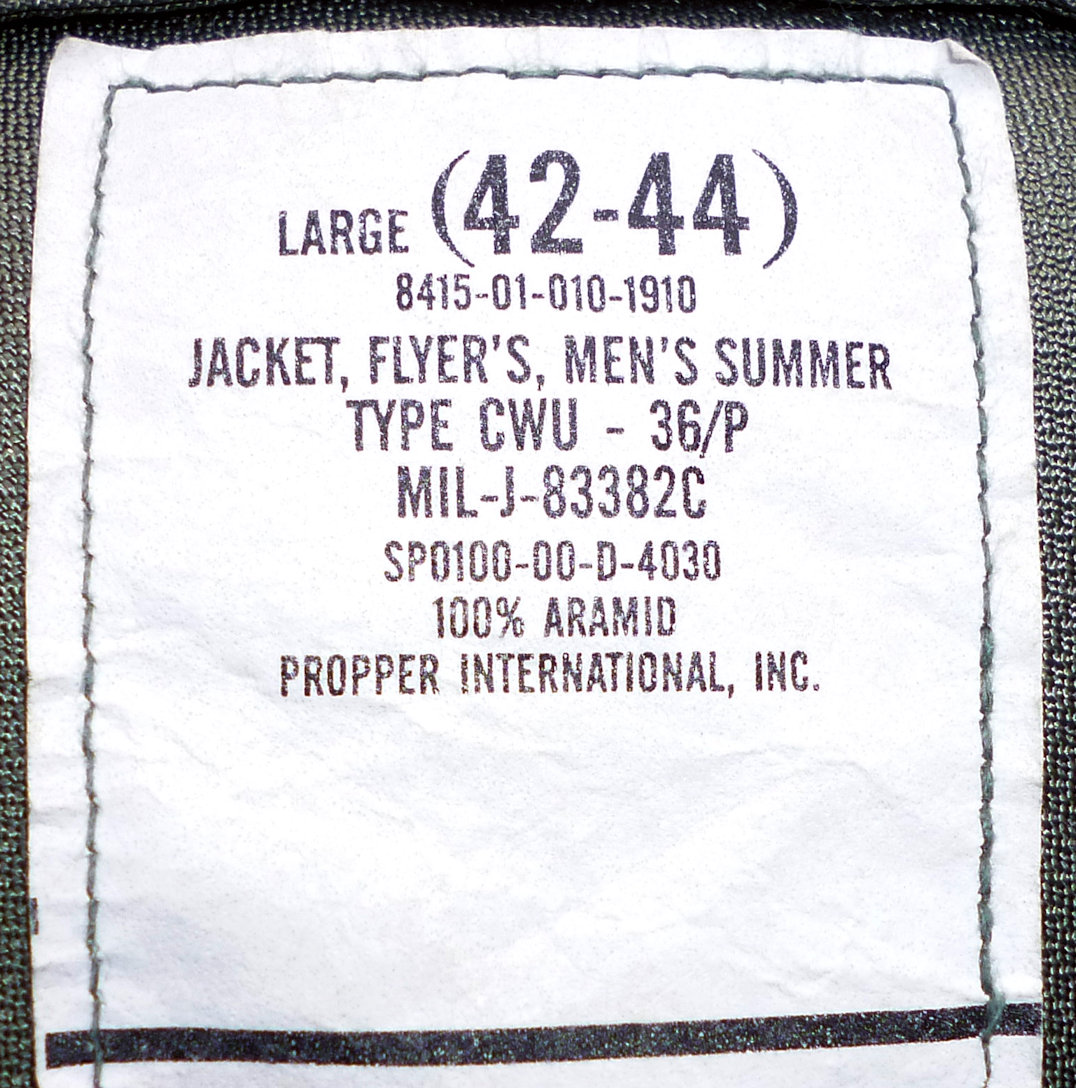 LARGE (42-44)
8415-01-010-1910
JACKET, FLYER'S, MEN'S SUMMER
TYPE CWU - 36/P
MIL-J-83382C
SP0100-00-D-4030
100% ARAMID
PROPPER INTERNATIONAL, INC.